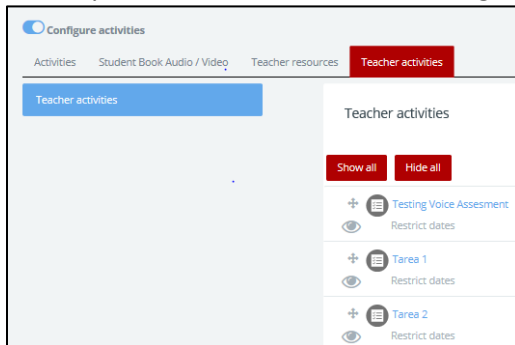 Configure activities
Activities Student Book Audio / Video Teacher resources Teacher activities
Teacher activities
Teacher activities
Show all Hide all
Testing Voice Assesment
Restrict dates
Tarea 1
Restrict dates
Tarea 2
Restrict dates